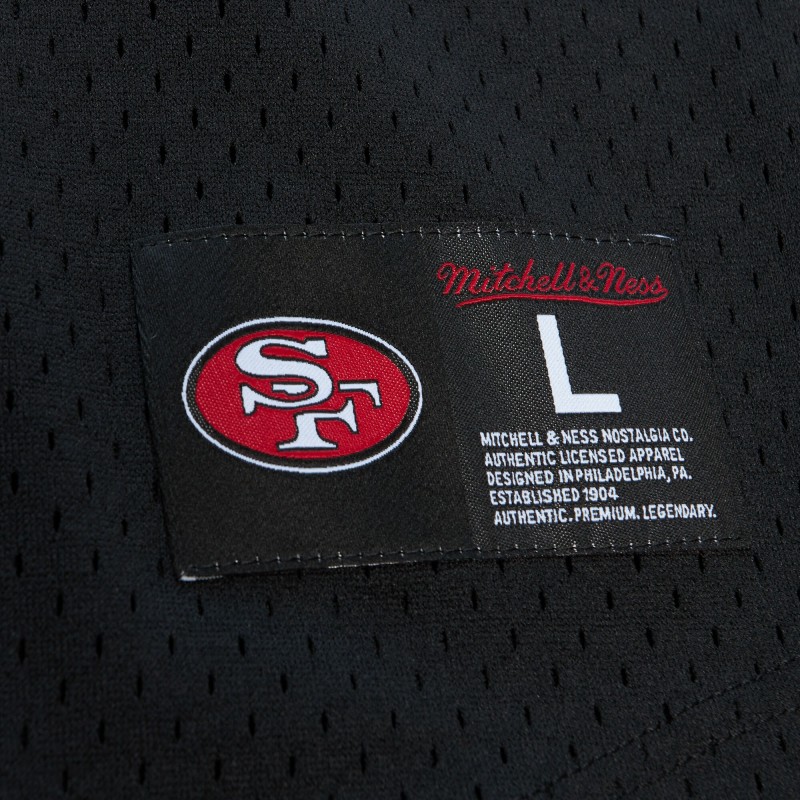 SF
Mitchell & Ness
L
MITCHELL & NESS NOSTALGIA CO.
AUTHENTIC LICENSED APPAREL
DESIGNED IN PHILADELPHIA, PA.
ESTABLISHED 1904
AUTHENTIC. PREMIUM. LEGENDARY.